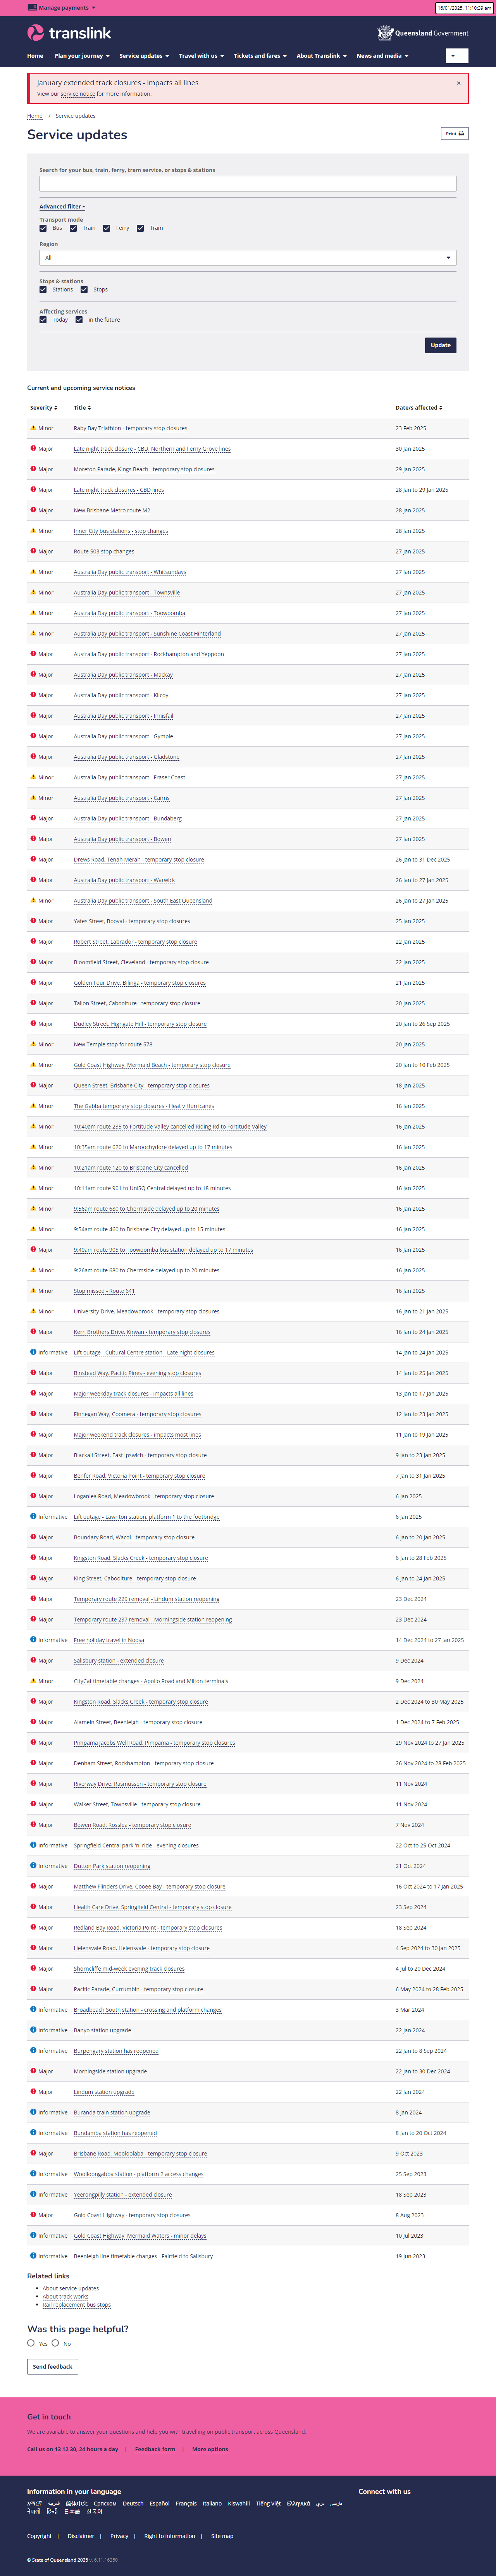 Manage payments
16/01/2025, 11:10:39 am
translink
Queensland Government
Home Plan your journey Service updates Travel with us Tickets and fares About Translink News and media
January extended track closures - impacts all lines ×
View our service notice for more information.
Home / Service updates
Service updates
Print
Search for your bus, train, ferry, tram service, or stops & stations
Advanced filter
Transport mode
Bus Train Ferry Tram
Region
All
Stops & stations
Stations Stops
Affecting services
Today in the future
Update
Current and upcoming service notices
Severity Title Date/s affected
Minor Raby Bay Triathlon - temporary stop closures 23 Feb 2025
Major Late night track closure - CBD, Northern and Ferny Grove lines 30 Jan 2025
Major Moreton Parade, Kings Beach - temporary stop closures 29 Jan 2025
Major Late night track closures - CBD lines 28 Jan to 29 Jan 2025
Major New Brisbane Metro route M2 28 Jan 2025
Minor Inner City bus stations - stop changes 28 Jan 2025
Major Route 503 stop changes 27 Jan 2025
Minor Australia Day public transport - Whitsundays 27 Jan 2025
Minor Australia Day public transport - Townsville 27 Jan 2025
Minor Australia Day public transport - Toowoomba 27 Jan 2025
Minor Australia Day public transport - Sunshine Coast Hinterland 27 Jan 2025
Major Australia Day public transport - Rockhampton and Yeppoon 27 Jan 2025
Major Australia Day public transport - Mackay 27 Jan 2025
Major Australia Day public transport - Kilcoy 27 Jan 2025
Major Australia Day public transport - Innisfail 27 Jan 2025
Major Australia Day public transport - Gympie 27 Jan 2025
Major Australia Day public transport - Gladstone 27 Jan 2025
Minor Australia Day public transport - Fraser Coast 27 Jan 2025
Minor Australia Day public transport - Cairns 27 Jan 2025
Major Australia Day public transport - Bundaberg 27 Jan 2025
Major Australia Day public transport - Bowen 27 Jan 2025
Major Drews Road, Tenah Merah - temporary stop closure 26 Jan to 31 Dec 2025
Major Australia Day public transport - Warwick 26 Jan to 27 Jan 2025
Minor Australia Day public transport - South East Queensland 26 Jan to 27 Jan 2025
Major Yates Street, Booval - temporary stop closures 25 Jan 2025
Major Robert Street, Labrador - temporary stop closure 22 Jan 2025
Major Bloomfield Street, Cleveland - temporary stop closure 22 Jan 2025
Major Golden Four Drive, Bilinga - temporary stop closures 21 Jan 2025
Major Tallon Street, Caboolture - temporary stop closure 20 Jan 2025
Major Dudley Street, Highgate Hill - temporary stop closure 20 Jan to 26 Sep 2025
Minor New Temple stop for route 578 20 Jan 2025
Minor Gold Coast Highway, Mermaid Beach - temporary stop closure 20 Jan to 10 Feb 2025
Major Queen Street, Brisbane City - temporary stop closures 18 Jan 2025
Minor The Gabba temporary stop closures - Heat v Hurricanes 16 Jan 2025
Minor 10:40am route 235 to Fortitude Valley cancelled Riding Rd to Fortitude Valley 16 Jan 2025
Minor 10:35am route 620 to Maroochydore delayed up to 17 minutes 16 Jan 2025
Minor 10:21am route 120 to Brisbane City cancelled 16 Jan 2025
Minor 10:11am route 901 to UniSQ Central delayed up to 18 minutes 16 Jan 2025
Minor 9:56am route 680 to Chermside delayed up to 20 minutes 16 Jan 2025
Minor 9:54am route 460 to Brisbane City delayed up to 15 minutes 16 Jan 2025
Major 9:40am route 905 to Toowoomba bus station delayed up to 17 minutes 16 Jan 2025
Minor 9:26am route 680 to Chermside delayed up to 20 minutes 16 Jan 2025
Minor Stop missed - Route 641 16 Jan 2025
Minor University Drive, Meadowbrook - temporary stop closures 16 Jan to 21 Jan 2025
Major Kern Brothers Drive, Kirwan - temporary stop closures 16 Jan to 24 Jan 2025
Informative Lift outage - Cultural Centre station - Late night closures 14 Jan to 24 Jan 2025
Major Binstead Way, Pacific Pines - evening stop closures 14 Jan to 25 Jan 2025
Major Major weekday track closures - impacts all lines 13 Jan to 17 Jan 2025
Major Finnegan Way, Coomera - temporary stop closures 12 Jan to 23 Jan 2025
Major Major weekend track closures - impacts most lines 11 Jan to 19 Jan 2025
Major Blackall Street, East Ipswich - temporary stop closure 9 Jan to 23 Jan 2025
Major Benfer Road, Victoria Point - temporary stop closure 7 Jan to 31 Jan 2025
Major Loganlea Road, Meadowbrook - temporary stop closure 6 Jan 2025
Informative Lift outage - Lawnton station, platform 1 to the footbridge 6 Jan 2025
Major Boundary Road, Wacol - temporary stop closure 6 Jan to 20 Jan 2025
Major Kingston Road, Slacks Creek - temporary stop closure 6 Jan to 28 Feb 2025
Major King Street, Caboolture - temporary stop closure 6 Jan to 24 Jan 2025
Major Temporary route 229 removal - Lindum station reopening 23 Dec 2024
Major Temporary route 237 removal - Morningside station reopening 23 Dec 2024
Informative Free holiday travel in Noosa 14 Dec 2024 to 27 Jan 2025
Major Salisbury station - extended closure 9 Dec 2024
Minor CityCat timetable changes - Apollo Road and Milton terminals 9 Dec 2024
Major Kingston Road, Slacks Creek - temporary stop closure 2 Dec 2024 to 30 May 2025
Major Alamein Street, Beenleigh - temporary stop closure 1 Dec 2024 to 7 Feb 2025
Major Pimpama Jacobs Well Road, Pimpama - temporary stop closures 29 Nov 2024 to 27 Jan 2025
Major Denham Street, Rockhampton - temporary stop closure 26 Nov 2024 to 28 Feb 2025
Major Riverway Drive, Rasmussen - temporary stop closure 11 Nov 2024
Major Walker Street, Townsville - temporary stop closure 11 Nov 2024
Major Bowen Road, Rosslea - temporary stop closure 7 Nov 2024
Informative Springfield Central park 'n' ride - evening closures 22 Oct to 25 Oct 2024
Informative Dutton Park station reopening 21 Oct 2024
Major Matthew Flinders Drive, Cooee Bay - temporary stop closure 16 Oct 2024 to 17 Jan 2025
Major Health Care Drive, Springfield Central - temporary stop closure 23 Sep 2024
Major Redland Bay Road, Victoria Point - temporary stop closures 18 Sep 2024
Major Helensvale Road, Helensvale - temporary stop closure 4 Sep 2024 to 30 Jan 2025
Major Shorncliffe mid-week evening track closures 4 Jul to 20 Dec 2024
Major Pacific Parade, Currumbin - temporary stop closure 6 May 2024 to 28 Feb 2025
Informative Broadbeach South station - crossing and platform changes 3 Mar 2024
Informative Banyo station upgrade 22 Jan 2024
Informative Burpengary station has reopened 22 Jan to 8 Sep 2024
Major Morningside station upgrade 22 Jan to 30 Dec 2024
Major Lindum station upgrade 22 Jan 2024
Informative Buranda train station upgrade 8 Jan 2024
Informative Bundamba station has reopened 8 Jan to 20 Oct 2024
Major Brisbane Road, Mooloolaba - temporary stop closure 9 Oct 2023
Informative Woolloongabba station - platform 2 access changes 25 Sep 2023
Informative Yeerongpilly station - extended closure 18 Sep 2023
Major Gold Coast Highway - temporary stop closures 8 Aug 2023
Informative Gold Coast Highway, Mermaid Waters - minor delays 10 Jul 2023
Informative Beenleigh line timetable changes - Fairfield to Salisbury 19 Jun 2023
Related links
About service updates
About track works
Rail replacement bus stops
Was this page helpful?
Yes No
Send feedback
Get in touch
We are available to answer your questions and help you with travelling on public transport across Queensland.
Call us on 13 12 30, 24 hours a day | Feedback form | More options
Information in your language Connect with us
አማርኛ العربية 简体中文 Српском Deutsch Español Français Italiano Kiswahili Tiếng Việt Ελληνικά دري فارسی
नेपाली हिन्दी 日本語 한국어
Copyright | Disclaimer | Privacy | Right to information | Site map
© State of Queensland 2025 v. 6.11.16250